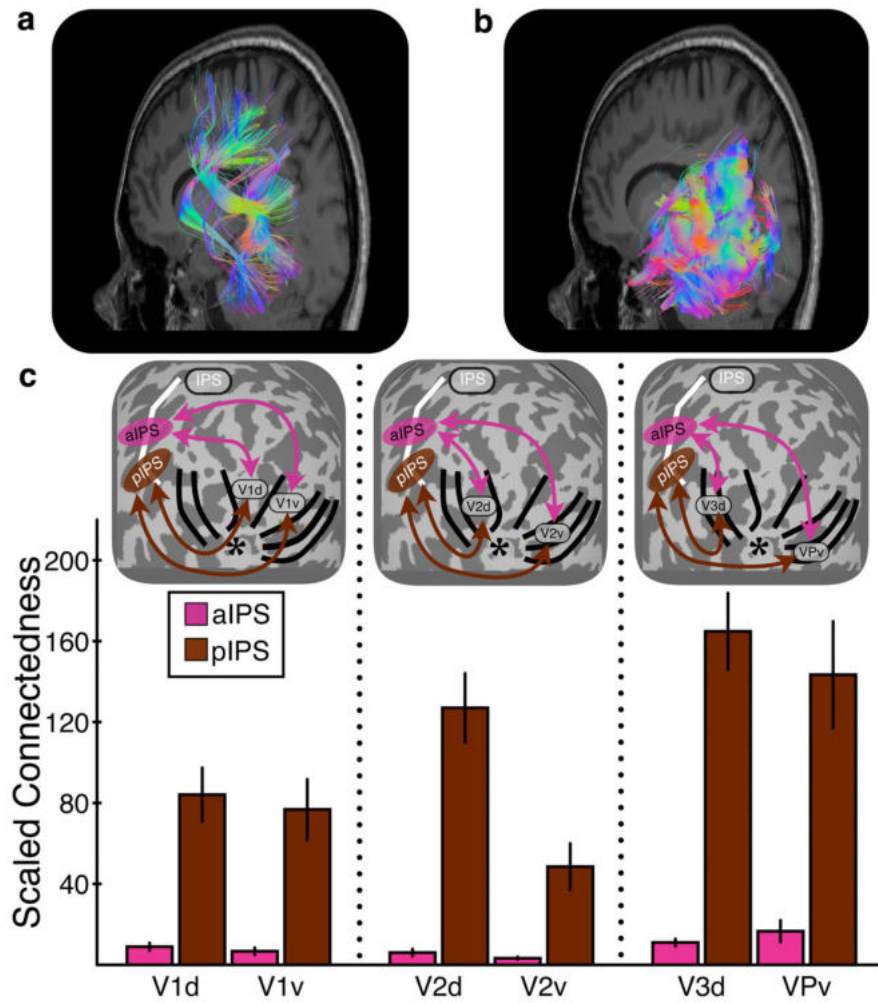 a
b
c
IPS
aIPS
pIPS
V1d
V1v
*
IPS
aIPS
pIPS
V2d
V2v
*
IPS
aIPS
pIPS
V3d
VPv
*
Scaled Connectedness
200
160
120
80
40
aIPS
pIPS
V1d V1v V2d V2v V3d VPv